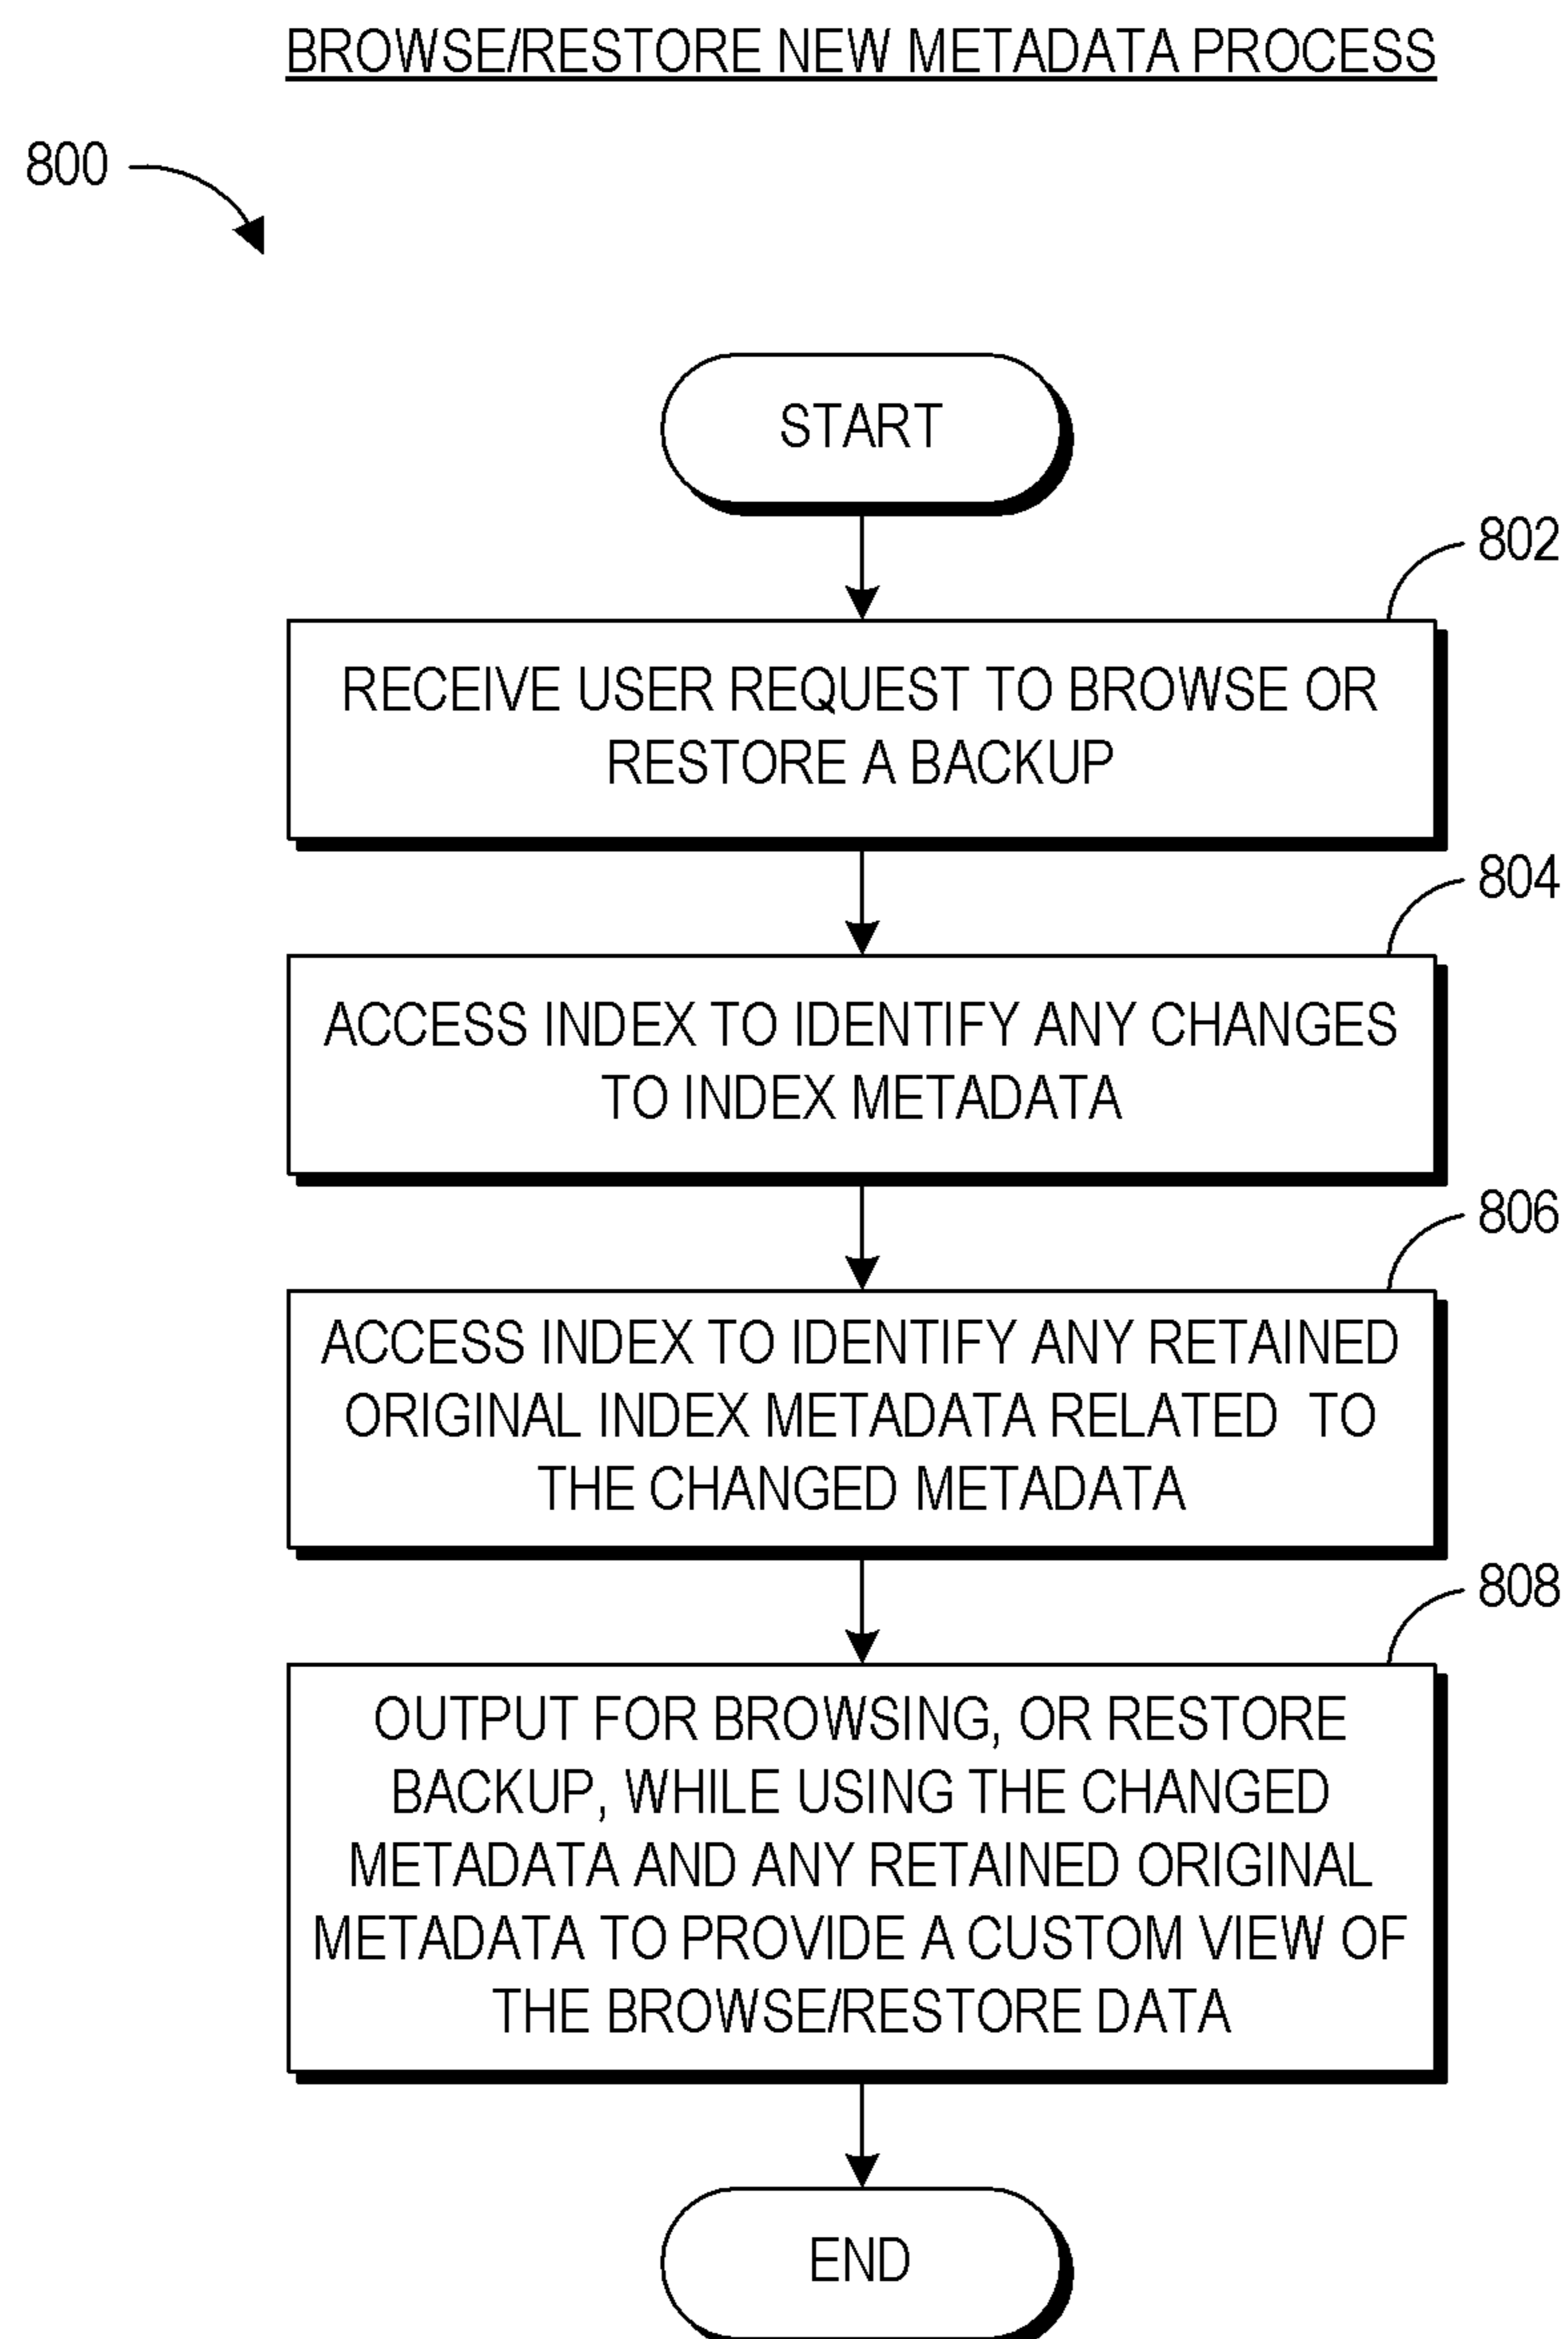 BROWSE/RESTORE NEW METADATA PROCESS
800
START
802
RECEIVE USER REQUEST TO BROWSE OR
RESTORE A BACKUP
804
ACCESS INDEX TO IDENTIFY ANY CHANGES
TO INDEX METADATA
806
ACCESS INDEX TO IDENTIFY ANY RETAINED
ORIGINAL INDEX METADATA RELATED TO
THE CHANGED METADATA
808
OUTPUT FOR BROWSING, OR RESTORE
BACKUP, WHILE USING THE CHANGED
METADATA AND ANY RETAINED ORIGINAL
METADATA TO PROVIDE A CUSTOM VIEW OF
THE BROWSE/RESTORE DATA
END